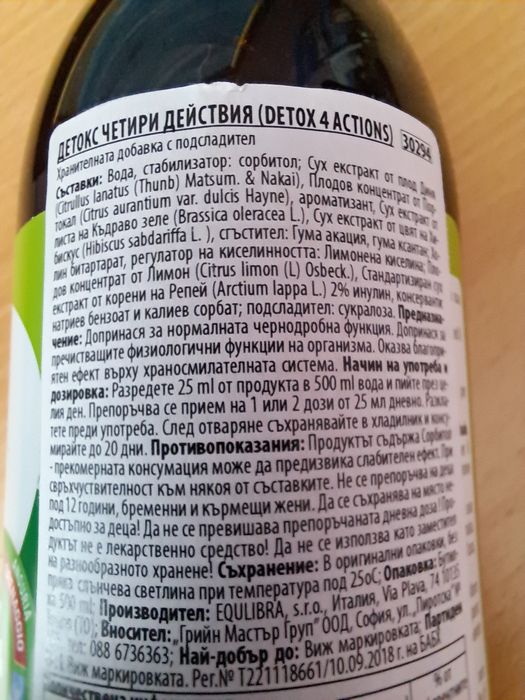 ДЕТОКС ЧЕТИРИ ДЕЙСТВИЯ (DETOX 4 ACTIONS) 30294
Хранителната добавка с подсладител
Съставки: Вода, стабилизатор: сорбитол; Сух екстракт от плод Диня
(Citrullus lanatus (Thunb) Matsum. & Nakai), Плодов концентрат от Пор-
токал (Citrus aurantium var. dulcis Hayne), ароматизант, Сух екстракт от
листа на Къдраво зеле (Brassica oleracea L.), Сух екстракт от цвят на Хи-
бискус (Hibiscus sabdariffa L.), сгъстител: Гума акация, гума ксантан; Хо-
лин битартарат, регулатор на киселинността: Лимонена киселина; Пло-
дов концентрат от Лимон (Citrus limon (L) Osbeck.), Стандартизиран сух
екстракт от корени на Репей (Arctium lappa L.) 2% инулин, консерванти:
натриев бензоат и калиев сорбат; подсладител: сукралоза. Предназна-
чение: Допринася за нормалната чернодробна функция. Допринася за
пречистващите физиологични функции на организма. Оказва благопри-
ятен ефект върху храносмилателната система. Начин на употреба и
дозировка: Разредете 25 ml от продукта в 500 ml вода и пийте през це-
лия ден. Препоръчва се прием на 1 или 2 дози от 25 мл дневно. Разкла-
тете преди употреба. След отваряне съхранявайте в хладилник и консу-
мирайте до 20 дни. Противопоказания: Продуктът съдържа Сорбитол
- прекомерната консумация може да предизвика слабителен ефект. При
свръхчуствителност към някоя от съставките. Не се препоръчва на деца
под 12 години, бременни и кърмещи жени. Да се съхранява на място не-
достъпно за деца! Да не се превишава препоръчаната дневна доза! Про-
дуктът не е лекарствено средство! Да не се използва като заместител
на разнообразното хранене! Съхранение: В оригинални опаковки, без
пряка слънчева светлина при температура под 25oC; Опаковка: Бутил-
ка 500 ml; Производител: EQULIBRA, s.r.o., Италия, Via Plava, 74 10135
(TO); Вносител: „Грийн Мастър Груп" ООД, София, ул. „Пиротска"
тел: 088 6736363; Най-добър до: Виж маркировката. Партиден
Виж маркировката. Рег.№ T221118661/10.09.2018 г. на БАБХ
% от